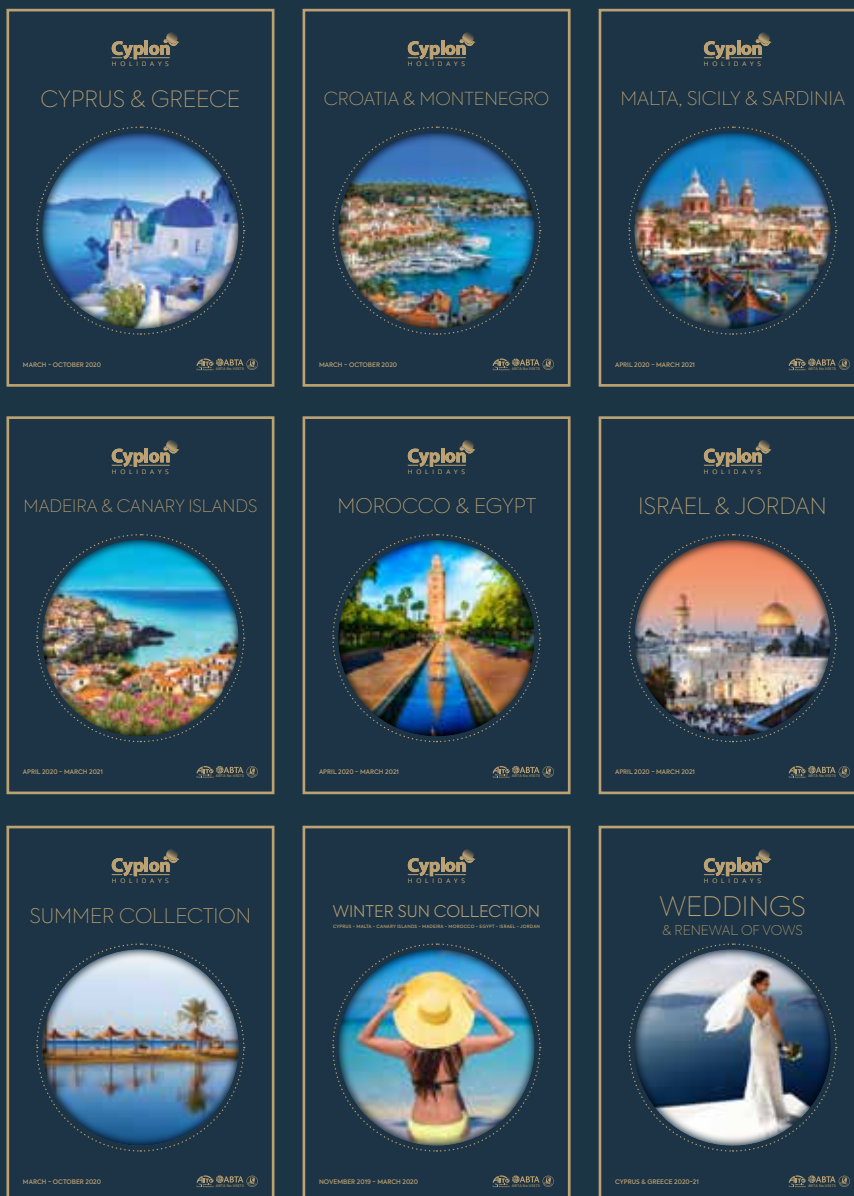 Cyplon
HOLIDAYS
CYPRUS & GREECE
MARCH - OCTOBER 2020
ABTA
Cyplon
HOLIDAYS
CROATIA & MONTENEGRO
MARCH - OCTOBER 2020
ABTA
Cyplon
HOLIDAYS
MALTA, SICILY & SARDINIA
APRIL 2020 - MARCH 2021
ABTA
Cyplon
HOLIDAYS
MADEIRA & CANARY ISLANDS
APRIL 2020 - MARCH 2021
ABTA
Cyplon
HOLIDAYS
MOROCCO & EGYPT
APRIL 2020 - MARCH 2021
ABTA
Cyplon
HOLIDAYS
ISRAEL & JORDAN
APRIL 2020 - MARCH 2021
ABTA
Cyplon
HOLIDAYS
SUMMER COLLECTION
MARCH - OCTOBER 2020
ABTA
Cyplon
HOLIDAYS
WINTER SUN COLLECTION
CYPRUS - MALTA - CANARY ISLANDS - MADEIRA - MOROCCO - EGYPT - ISRAEL - JORDAN
NOVEMBER 2019 - MARCH 2020
ABTA
Cyplon
HOLIDAYS
WEDDINGS
& RENEWAL OF VOWS
CYPRUS & GREECE 2020-21
ABTA